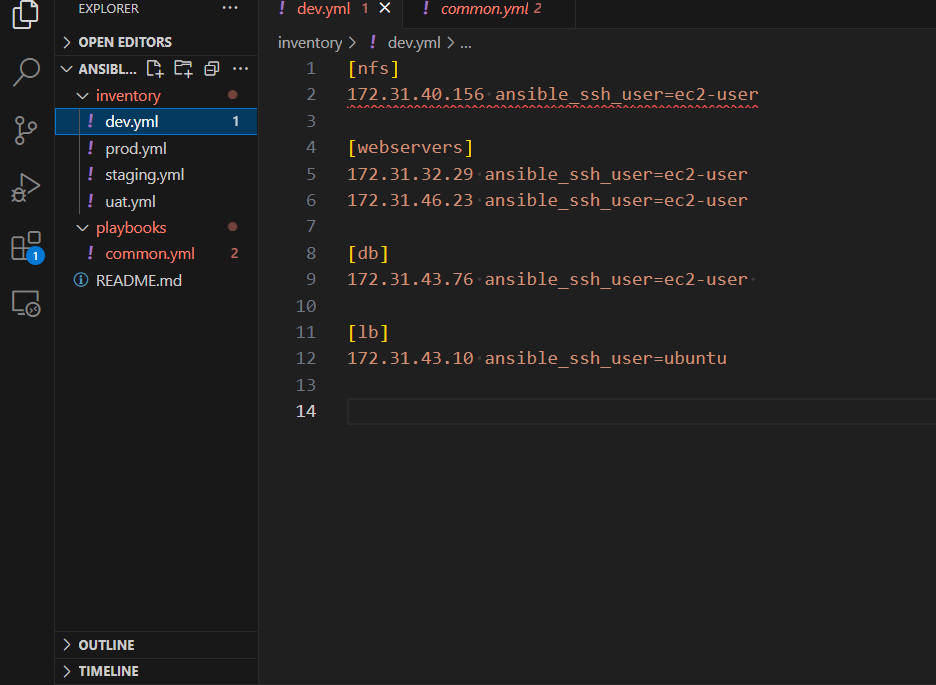 EXPLORER
OPEN EDITORS
ANSIBL...
inventory
dev.yml 1
prod.yml
staging.yml
uat.yml
playbooks
common.yml 2
README.md
OUTLINE
TIMELINE
1
dev.yml 1
common.yml 2
inventory > dev.yml > ...
1 [nfs]
2 172.31.40.156 ansible_ssh_user=ec2-user
3
4 [webservers]
5 172.31.32.29 ansible_ssh_user=ec2-user
6 172.31.46.23 ansible_ssh_user=ec2-user
7
8 [db]
9 172.31.43.76 ansible_ssh_user=ec2-user
10
11 [lb]
12 172.31.43.10 ansible_ssh_user=ubuntu
13
14